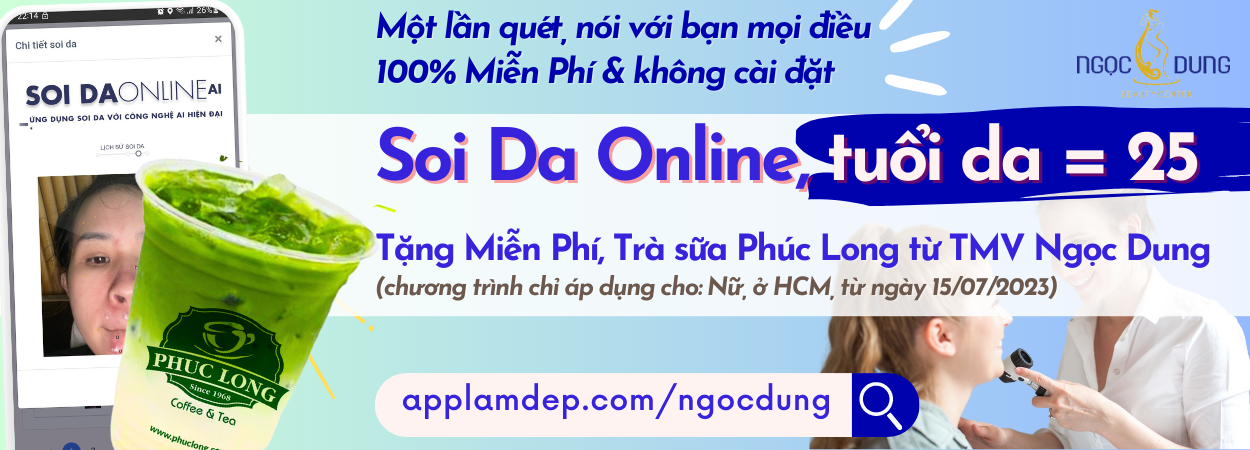 22:14
26%
Chi tiết soi da
×
SOI DAONLINEAI
ỨNG DỤNG SOI DA VỚI CÔNG NGHỆ AI HIỆN ĐẠI
LỊCH SỬ SOI DA
PHUC LONG
Since 1968
Coffee & Tea
www.phuclong.co
Một lần quét, nói với bạn mọi điều
100% Miễn Phí & không cài đặt
NGỌC DUNG
Soi Da Online, tuổi da = 25
Tặng Miễn Phí, Trà sữa Phúc Long từ TMV Ngọc Dung
(chương trình chỉ áp dụng cho: Nữ, ở HCM, từ ngày 15/07/2023)
applamdep.com/ngocdung